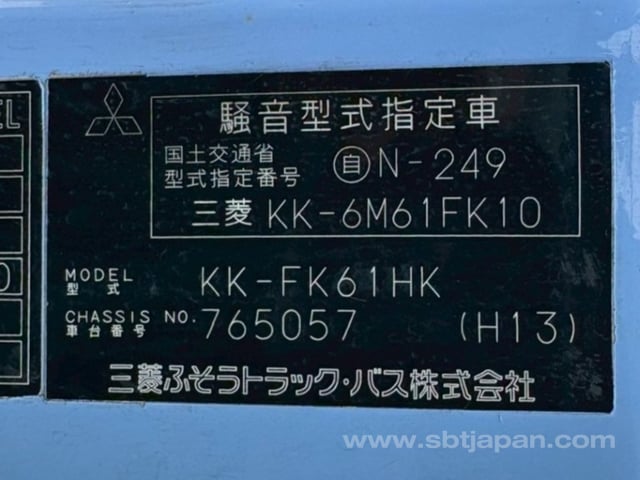 騒音型式指定車
国土交通省
型式指定番号 自N-249
三菱 KK-6M61FK10
MODEL
型式 KK-FK61HK
CHASSIS NO.
車台番号 765057 (H13)
三菱ふそうトラック・バス株式会社
www.sbtjapan.com